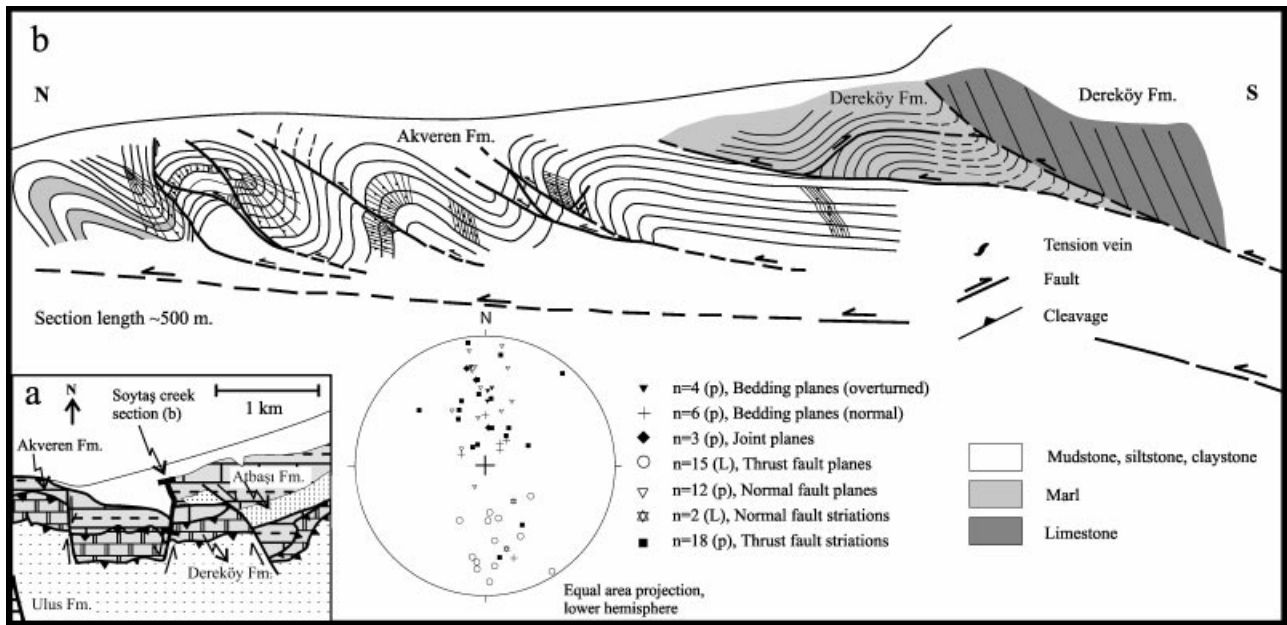 b
N
Akveren Fm.
Dereköy Fm.
Dereköy Fm.
S
Section length ~500 m.
Tension vein
Fault
Cleavage
a
N
Soytaş creek
section (b)
1 km
Akveren Fm.
Atbaşı Fm.
Dereköy Fm.
Ulus Fm.
N
n=4 (p), Bedding planes (overturned)
n=6 (p), Bedding planes (normal)
n=3 (p), Joint planes
n=15 (L), Thrust fault planes
n=12 (p), Normal fault planes
n=2 (L), Normal fault striations
n=18 (p), Thrust fault striations
Equal area projection,
lower hemisphere
Mudstone, siltstone, claystone
Marl
Limestone